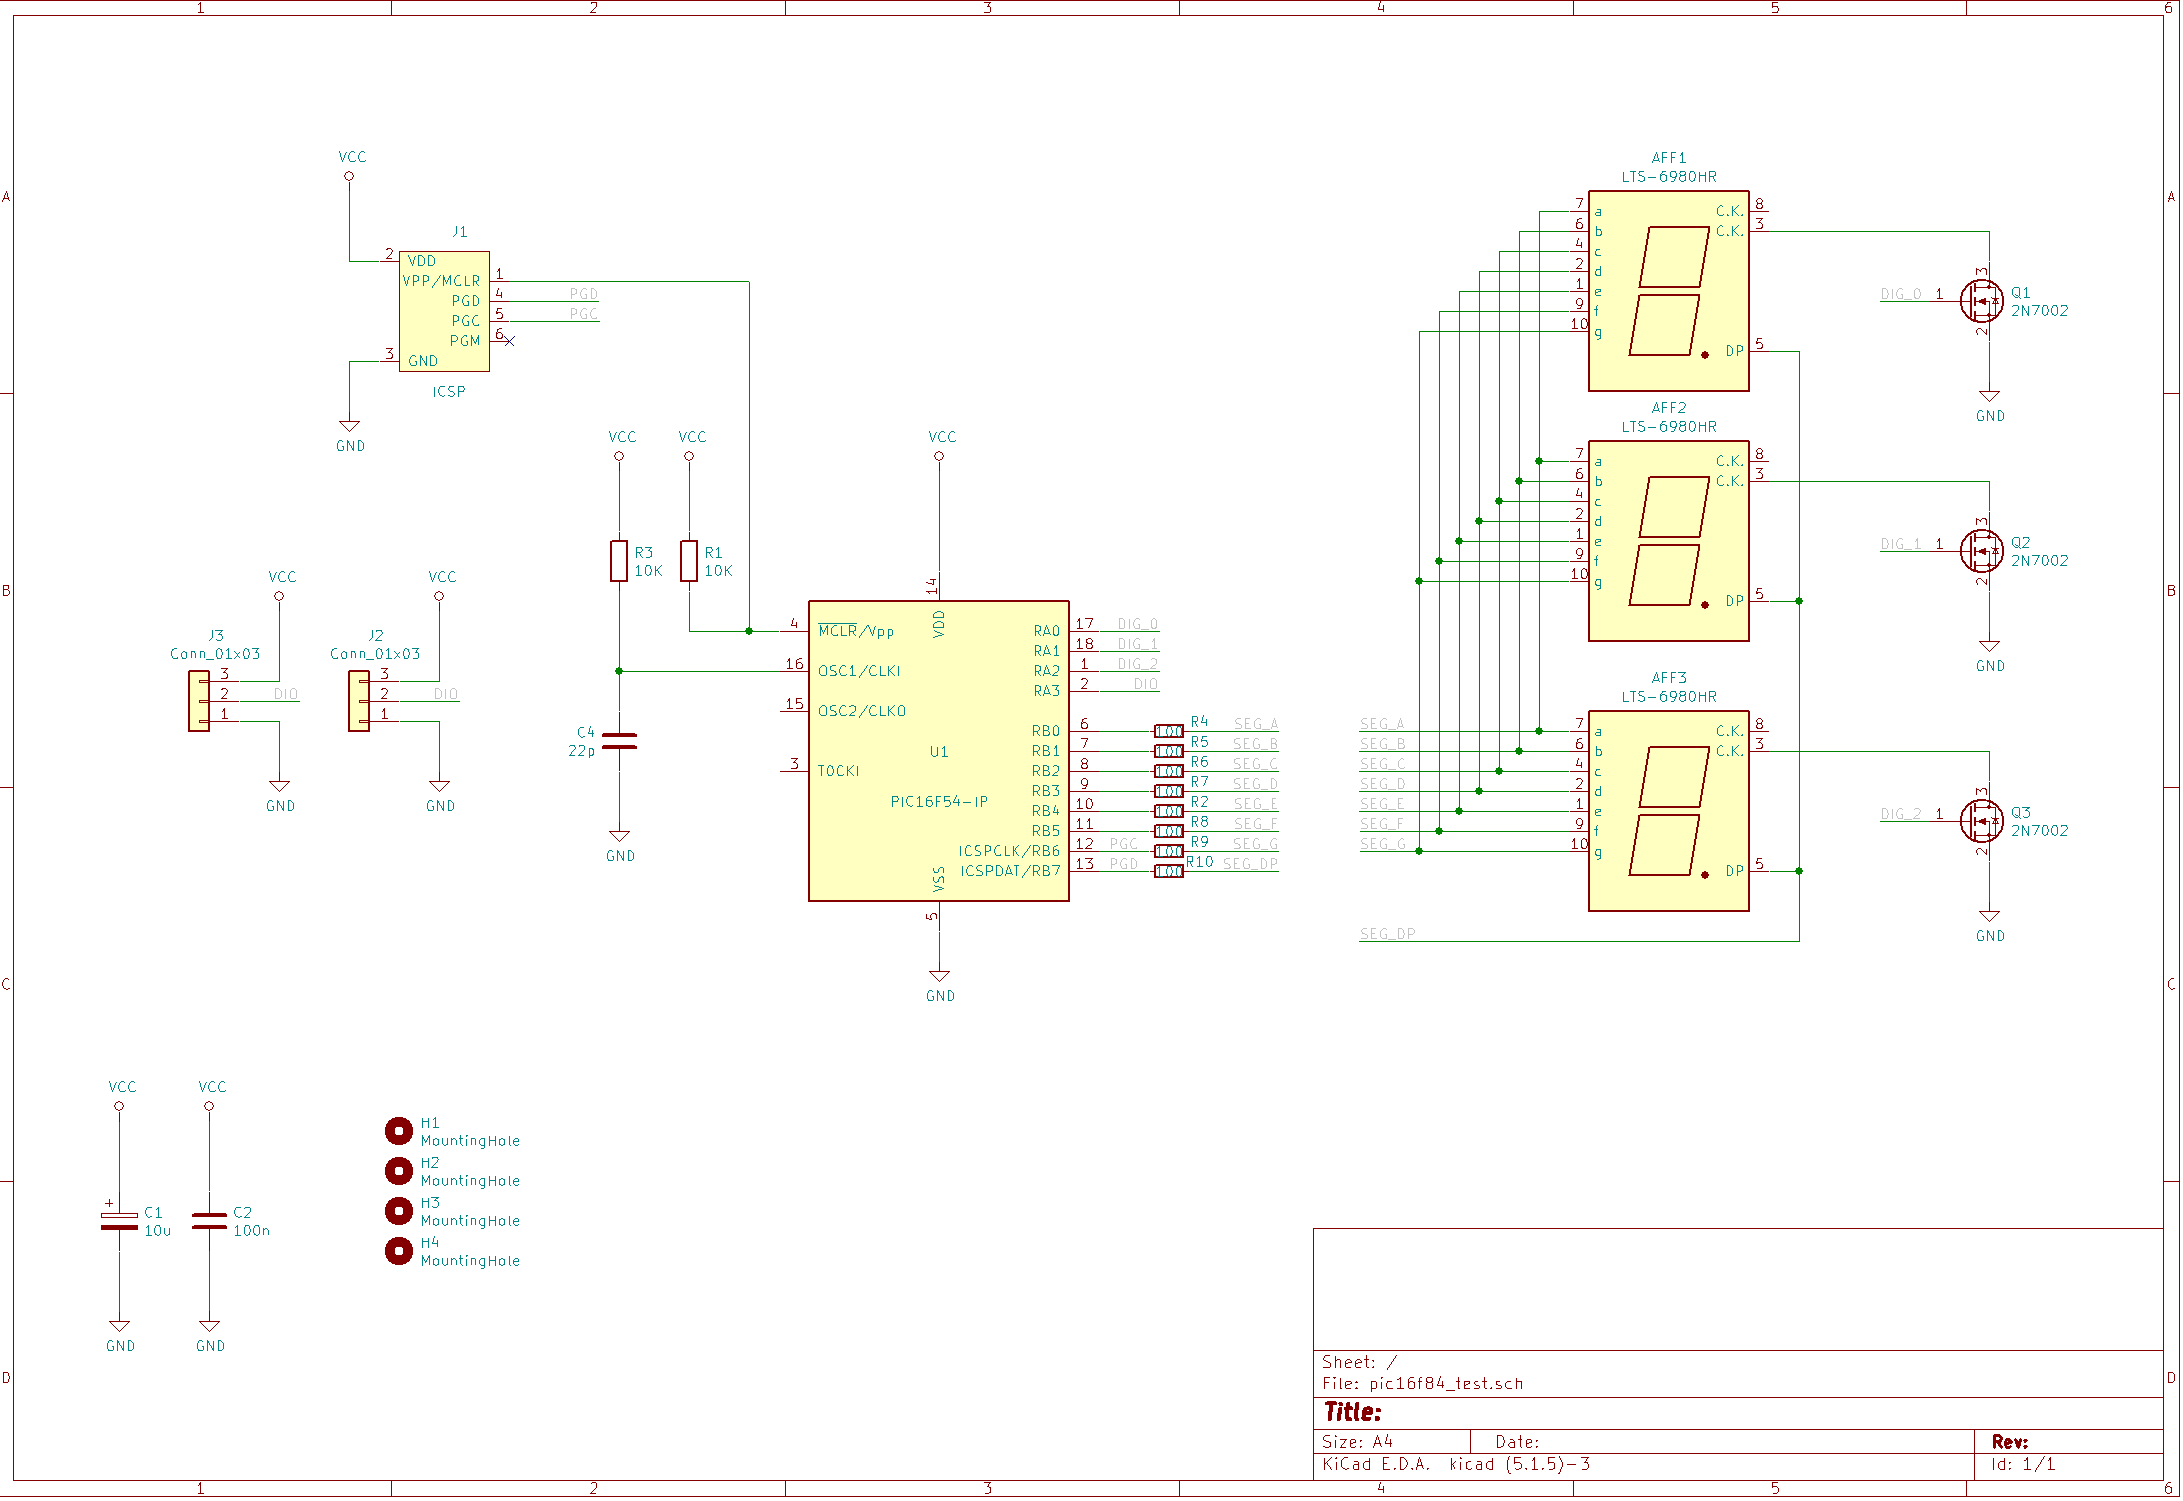 1 2 3 4 5 6
A A
B B
C C
D D
VCC
J1
2 VDD
VPP/MCLR 1
PGD 4 PGD
PGC 5 PGC
PGM 6
3 GND
ICSP
GND
VCC
VCC
R3
10K
R1
10K
C4
22p
GND
VCC
J3
Conn_01x03
3
2 DIO
1
GND
VCC
J2
Conn_01x03
3
2 DIO
1
GND
VCC
14
VDD
4 MCLR/Vpp
16 OSC1/CLKI
15 OSC2/CLKO
3 T0CKI
U1
PIC16F54-IP
RA0 17 DIG_0
RA1 18 DIG_1
RA2 1 DIG_2
RA3 2 DIO
RB0 6 100 R4 SEG_A
RB1 7 100 R5 SEG_B
RB2 8 100 R6 SEG_C
RB3 9 100 R7 SEG_D
RB4 10 100 R2 SEG_E
RB5 11 100 R8 SEG_F
ICSPCLK/RB6 12 PGC 100 R9 SEG_G
ICSPDAT/RB7 13 PGD 100 R10 SEG_DP
VSS
5
GND
AFF1
LTS-6980HR
7 a C.K. 8
6 b C.K. 3
4 c
2 d
1 e
9 f
10 g
DP 5
DIG_0 1
3
2
Q1
2N7002
GND
AFF2
LTS-6980HR
7 a C.K. 8
6 b C.K. 3
4 c
2 d
1 e
9 f
10 g
DP 5
DIG_1 1
3
2
Q2
2N7002
GND
AFF3
LTS-6980HR
SEG_A 7 a C.K. 8
SEG_B 6 b C.K. 3
SEG_C 4 c
SEG_D 2 d
SEG_E 1 e
SEG_F 9 f
SEG_G 10 g
DP 5
SEG_DP
DIG_2 1
3
2
Q3
2N7002
GND
VCC
+
C1
10u
GND
VCC
C2
100n
GND
H1
MountingHole
H2
MountingHole
H3
MountingHole
H4
MountingHole
Sheet: /
File: pic16f84_test.sch
Title:
Size: A4 Date: Rev:
KiCad E.D.A. kicad (5.1.5)-3 Id: 1/1
1 2 3 4 5 6